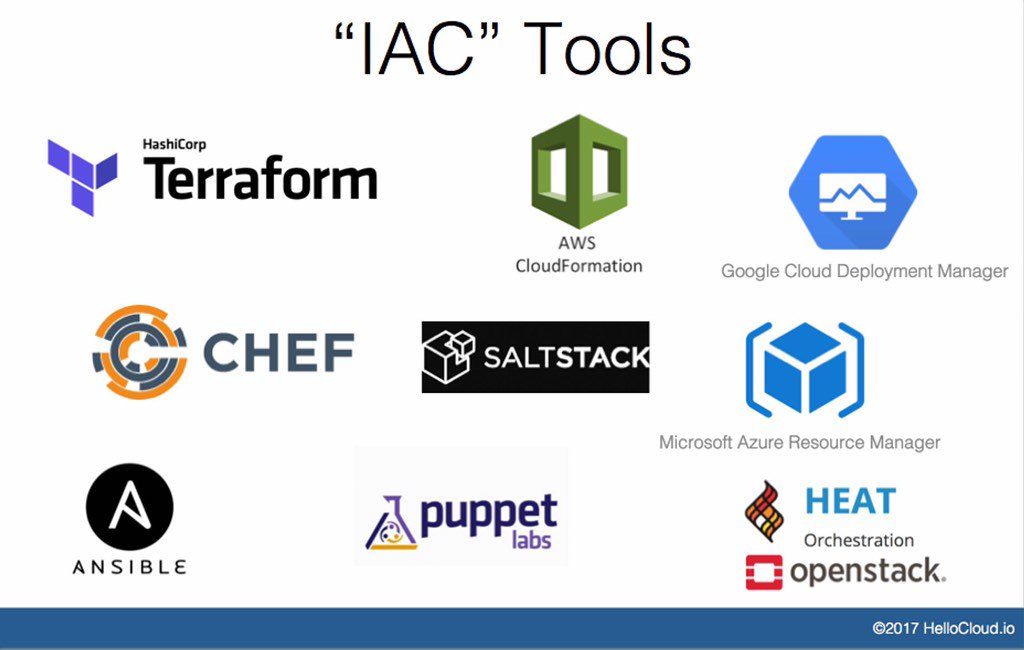 “IAC” Tools
HashiCorp
Terraform
AWS
CloudFormation
Google Cloud Deployment Manager
CHEF
SALTSTACK
Microsoft Azure Resource Manager
ANSIBLE
puppet
labs
HEAT
Orchestration
openstack.
©2017 HelloCloud.io